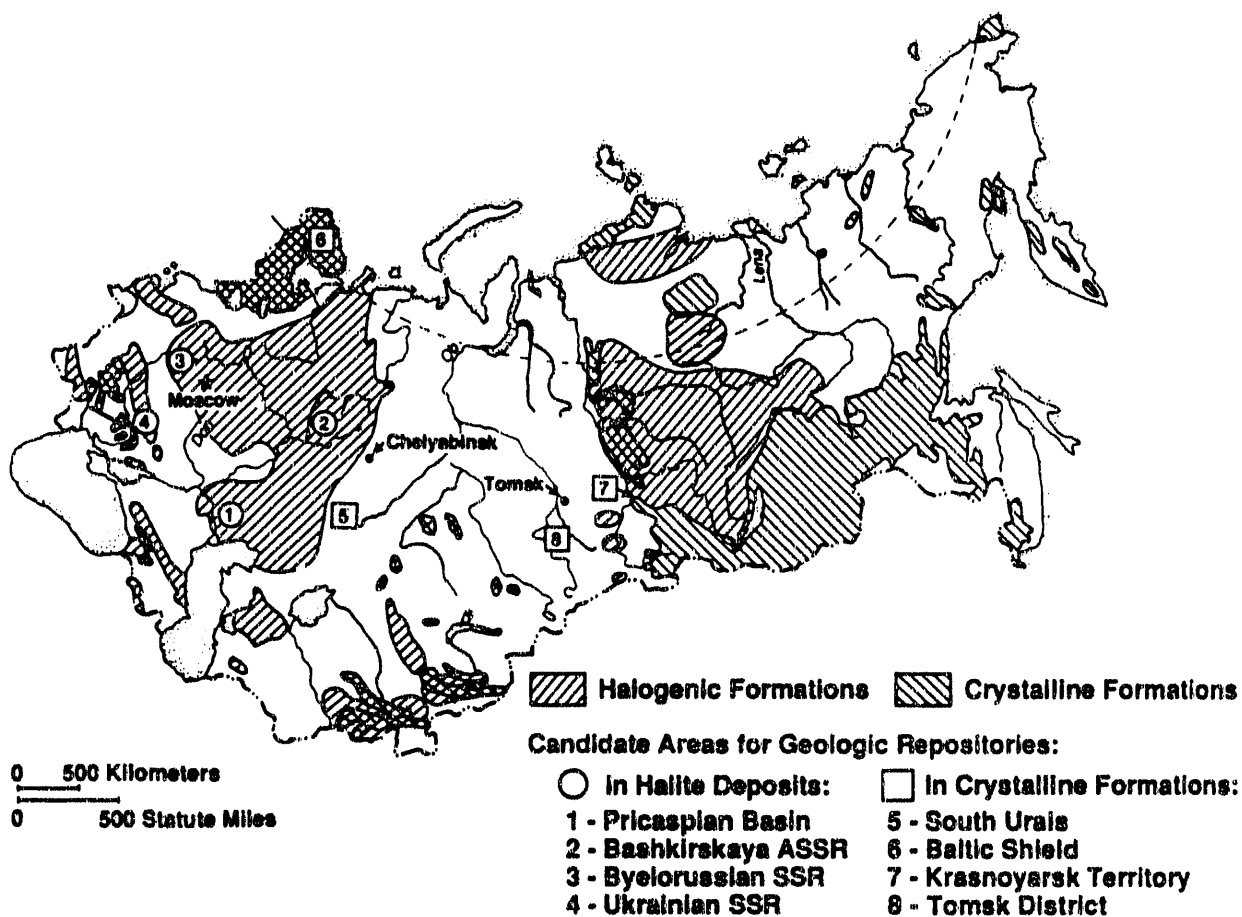 6
Lena
3
Moscow
Don
4
2
Chelyabinsk
Tomsk
7
1
5
8
Halogenic Formations
Crystalline Formations
Candidate Areas for Geologic Repositories:
In Halite Deposits:
1 - Pricaspian Basin
2 - Bashkirskaya ASSR
3 - Byelorussian SSR
4 - Ukrainian SSR
In Crystalline Formations:
5 - South Urals
6 - Baltic Shield
7 - Krasnoyarsk Territory
8 - Tomsk District
0 500 Kilometers
0 500 Statute Miles